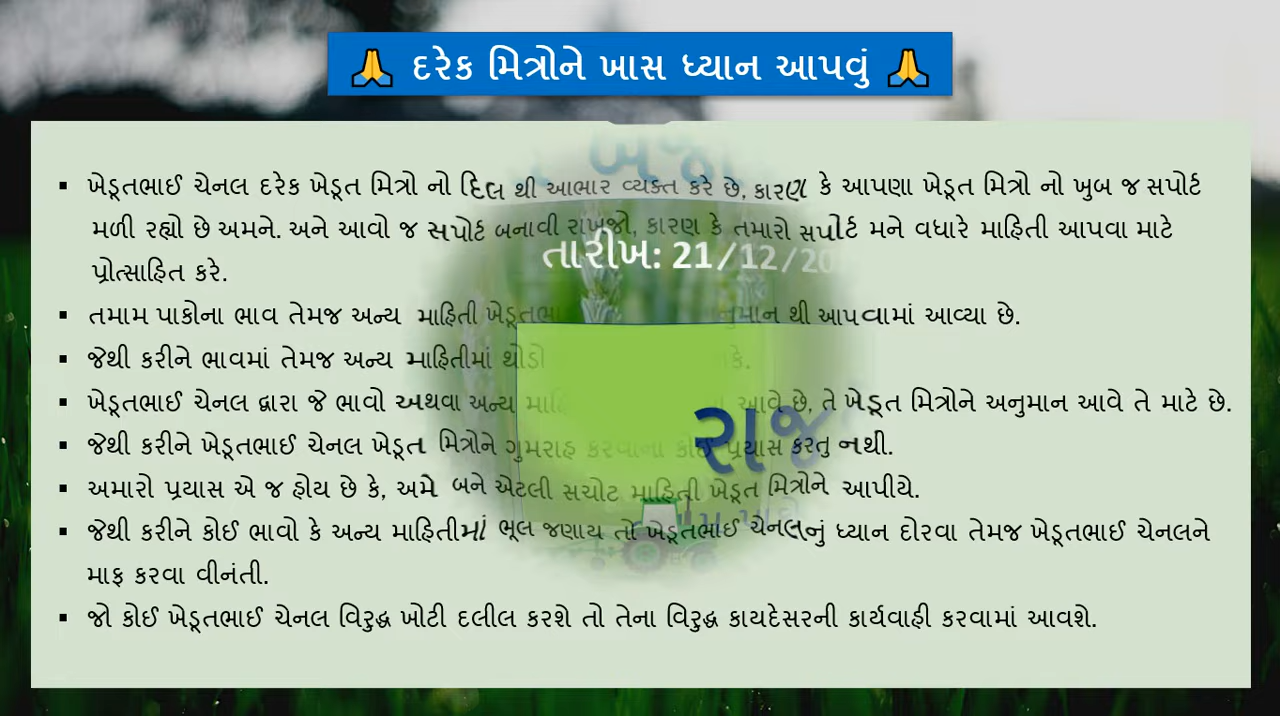 🙏 દરેક મિત્રોને ખાસ ધ્યાન આપવું 🙏
▪ ખેડૂતભાઈ ચેનલ દરેક ખેડૂત મિત્રો નો દિલ થી આભાર વ્યક્ત કરે છે, કારણ કે આપણા ખેડૂત મિત્રો નો ખુબ જ સપોર્ટ
મળી રહ્યો છે અમને. અને આવો જ સપોર્ટ બનાવી રાખજો, કારણ કે તમારો સપોર્ટ મને વધારે માહિતી આપવા માટે
તારીખ: 21/12/20
પ્રોત્સાહિત કરે.
▪ તમામ પાકોના ભાવ તેમજ અન્ય માહિતી થી આપવામાં આવ્યા છે.
▪ જેથી કરીને ભાવમાં તેમજ અન્ય માહિતીમાં થોડો
▪ ખેડૂતભાઈ ચેનલ દ્વારા જે ભાવો અથવા અન્ય આવે છે, તે ખેડૂત મિત્રોને અનુમાન આવે તે માટે છે.
▪ જેથી કરીને ખેડૂતભાઈ ચેનલ ખેડૂત મિત્રોને ગુમરાહ કરવાનો કોઈ પ્રયાસ કરતુ નથી.
▪ અમારો પ્રયાસ એ જ હોય છે કે, અમે બને એટલી સચોટ માહિતી ખેડૂત મિત્રોને આપીયે.
▪ જેથી કરીને કોઈ ભાવો કે અન્ય માહિતીમાં ભૂલ જણાય તો ખેડૂતભાઈ ચેનલનું ધ્યાન દોરવા તેમજ ખેડૂતભાઈ ચેનલને
માફ કરવા વીનંતી.
▪ જો કોઈ ખેડૂતભાઈ ચેનલ વિરુદ્ધ ખોટી દલીલ કરશે તો તેના વિરુદ્ધ કાયદેસરની કાર્યવાહી કરવામાં આવશે.